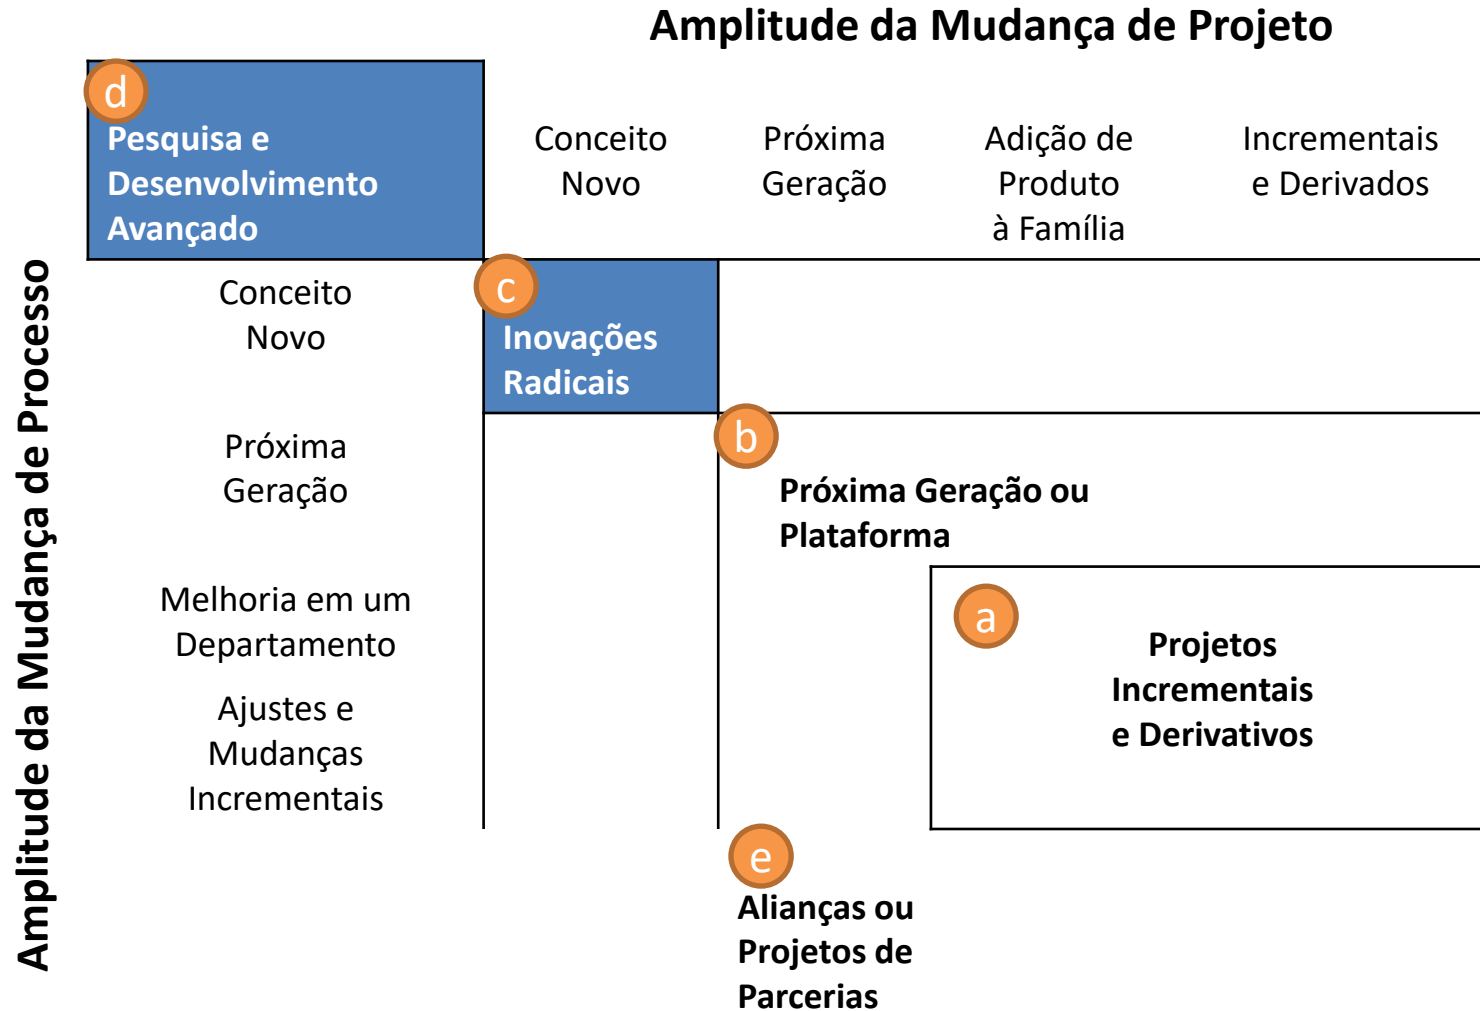 Amplitude da Mudança de Projeto
d
Pesquisa e
Desenvolvimento
Avançado
Conceito
Novo
Próxima
Geração
Adição de
Produto
à Família
Incrementais
e Derivados
Amplitude da Mudança de Processo
Conceito
Novo
c
Inovações
Radicais
Próxima
Geração
b
Próxima Geração ou
Plataforma
Melhoria em um
Departamento
a
Projetos
Incrementais
e Derivativos
Ajustes e
Mudanças
Incrementais
e
Alianças ou
Projetos de
Parcerias